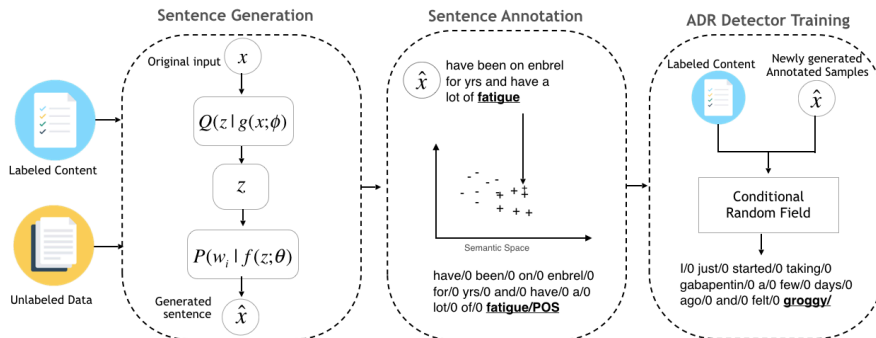 Sentence Generation
Original input
x
Q(z | g(x;ϕ)
z
P(w_i | f(z;θ)
Generated
sentence
x̂
Labeled Content
Unlabeled Data
Sentence Annotation
x̂
have been on enbrel
for yrs and have a
lot of fatigue
- - - - - - -
+ + + + + + + +
Semantic Space
have/0 been/0 on/0 enbrel/0
for/0 yrs/0 and/0 have/0 a/0
lot/0 of/0 fatigue/POS
ADR Detector Training
Labeled Content
Newly generated
Annotated Samples
x̂
Conditional
Random Field
I/0 just/0 started/0 taking/0
gabapentin/0 a/0 few/0 days/0
ago/0 and/0 felt/0 groggy/